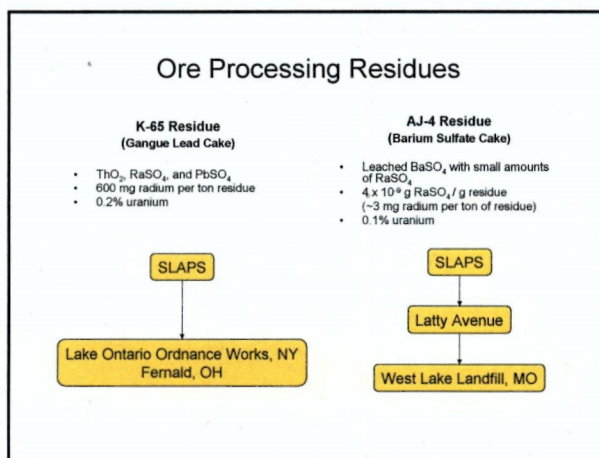 Ore Processing Residues
K-65 Residue
(Gangue Lead Cake)
• ThO₂, RaSO₄, and PbSO₄
• 600 mg radium per ton residue
• 0.2% uranium
SLAPS
Lake Ontario Ordnance Works, NY
Fernald, OH
AJ-4 Residue
(Barium Sulfate Cake)
• Leached BaSO₄ with small amounts
of RaSO₄
• 4 x 10⁻⁹ g RaSO₄ / g residue
(~3 mg radium per ton of residue)
• 0.1% uranium
SLAPS
Latty Avenue
West Lake Landfill, MO